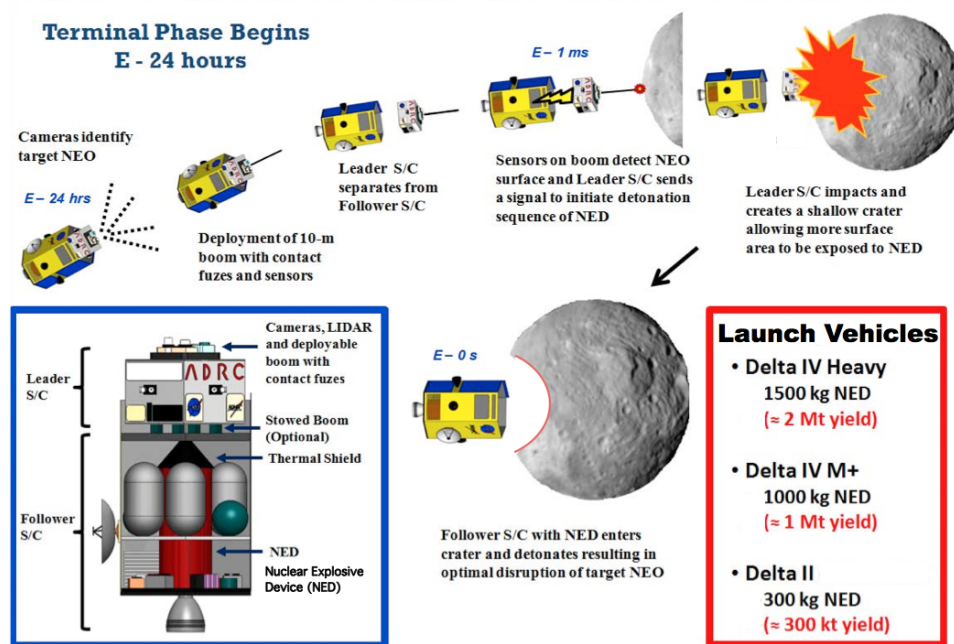 Terminal Phase Begins
E - 24 hours
Cameras identify
target NEO
E – 24 hrs
Deployment of 10-m
boom with contact
fuzes and sensors
Leader S/C
separates from
Follower S/C
E – 1 ms
Sensors on boom detect NEO
surface and Leader S/C sends
a signal to initiate detonation
sequence of NED
Leader S/C impacts and
creates a shallow crater
allowing more surface
area to be exposed to NED
Leader
S/C
Follower
S/C
ADRC
Cameras, LIDAR
and deployable
boom with
contact fuzes
Stowed Boom
(Optional)
Thermal Shield
NED
Nuclear Explosive
Device (NED)
E – 0 s
Follower S/C with NED enters
crater and detonates resulting in
optimal disruption of target NEO
Launch Vehicles
• Delta IV Heavy
1500 kg NED
(≈ 2 Mt yield)
• Delta IV M+
1000 kg NED
(≈ 1 Mt yield)
• Delta II
300 kg NED
(≈ 300 kt yield)